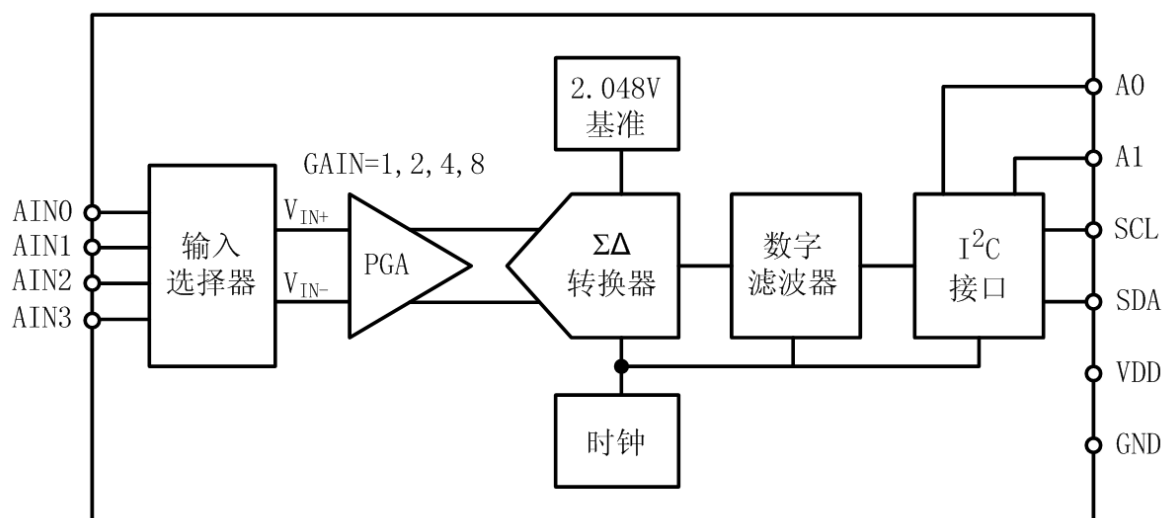 2.048V
基准
A0
A1
GAIN=1,2,4,8
AIN0
AIN1
AIN2
AIN3
输入
选择器
V_IN+
V_IN-
PGA
ΣΔ
转换器
数字
滤波器
I²C
接口
SCL
SDA
VDD
GND
时钟